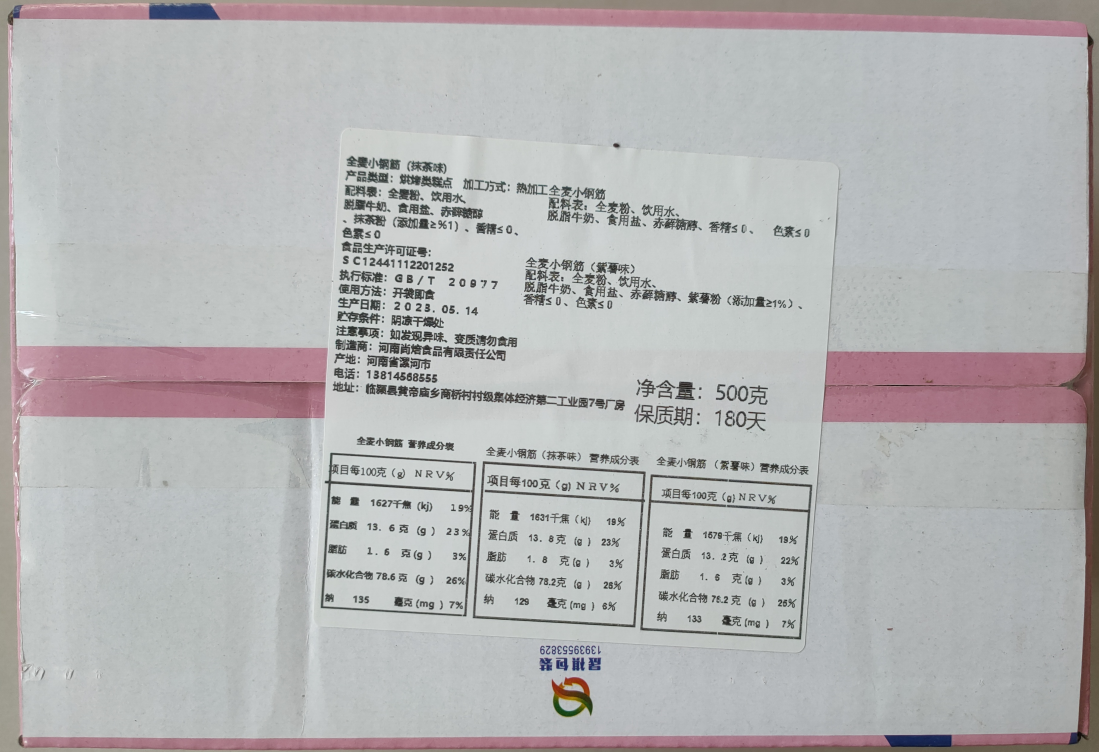 全麦小钢筋（抹茶味）
产品类型：烘烤类糕点 加工方式：热加工
配料表：全麦粉、饮用水、
脱脂牛奶、食用盐、赤藓糖醇
、抹茶粉（添加量≥%1）、香精≤0、
色素≤0
食品生产许可证号：
SC12441112201252
执行标准：GB/T 20977
使用方法：开袋即食
生产日期：2023.05.14
贮存条件：阴凉干燥处
注意事项：如发现异味、变质请勿食用
制造商：河南尚焙食品有限责任公司
产地：河南省漯河市
电话：13814568555
地址：临颍县黄帝庙乡商桥村村级集体经济第二工业园7号厂房
全麦小钢筋
配料表：全麦粉、饮用水、
脱脂牛奶、食用盐、赤藓糖醇、香精≤0、 色素≤0
全麦小钢筋（紫薯味）
配料表：全麦粉、饮用水、
脱脂牛奶、食用盐、赤藓糖醇、紫薯粉（添加量≥1%）、
香精≤0、色素≤0
净含量：500克
保质期：180天
全麦小钢筋 营养成分表
项目每100克（g）NRV%
能 量 1627千焦（kj） 19%
蛋白质 13.6克（g） 23%
脂肪 1.6 克(g) 3%
碳水化合物 78.6克（g） 26%
钠 135 毫克(mg) 7%
全麦小钢筋（抹茶味）营养成分表
项目每100克（g）NRV%
能 量 1631千焦（kj） 19%
蛋白质 13.8克（g） 23%
脂肪 1.8 克(g) 3%
碳水化合物 78.2克（g） 26%
钠 129 毫克(mg) 6%
全麦小钢筋（紫薯味）营养成分表
项目每100克（g)NRV%
能 量 1579千焦（kj） 19%
蛋白质 13.2克（g） 22%
脂肪 1.6 克(g) 3%
碳水化合物 76.2克（g） 25%
钠 133 毫克(mg) 7%
晟祺包装
13939553829